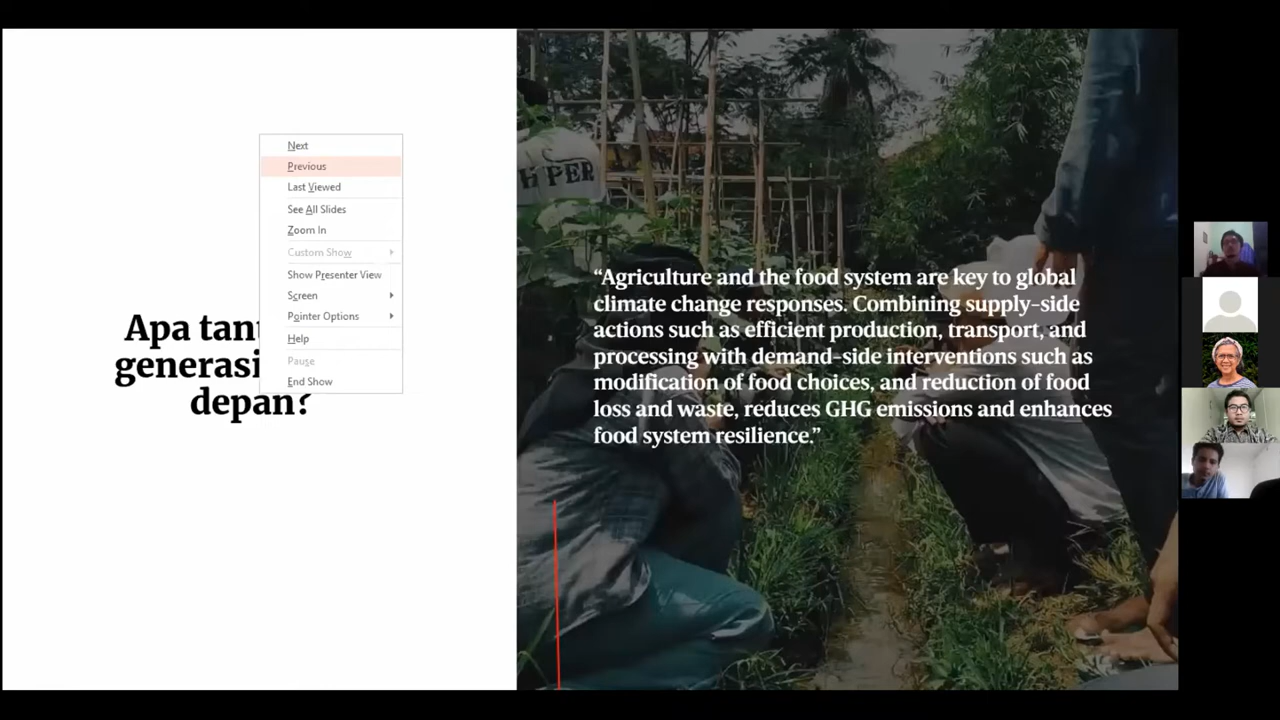 Next
Previous
Last Viewed
See All Slides
Zoom In
Custom Show
Show Presenter View
Screen
Pointer Options
Help
Pause
End Show
Apa
generasi
depan?
H PER
“Agriculture and the food system are key to global
climate change responses. Combining supply-side
actions such as efficient production, transport, and
processing with demand-side interventions such as
modification of food choices, and reduction of food
loss and waste, reduces GHG emissions and enhances
food system resilience.”